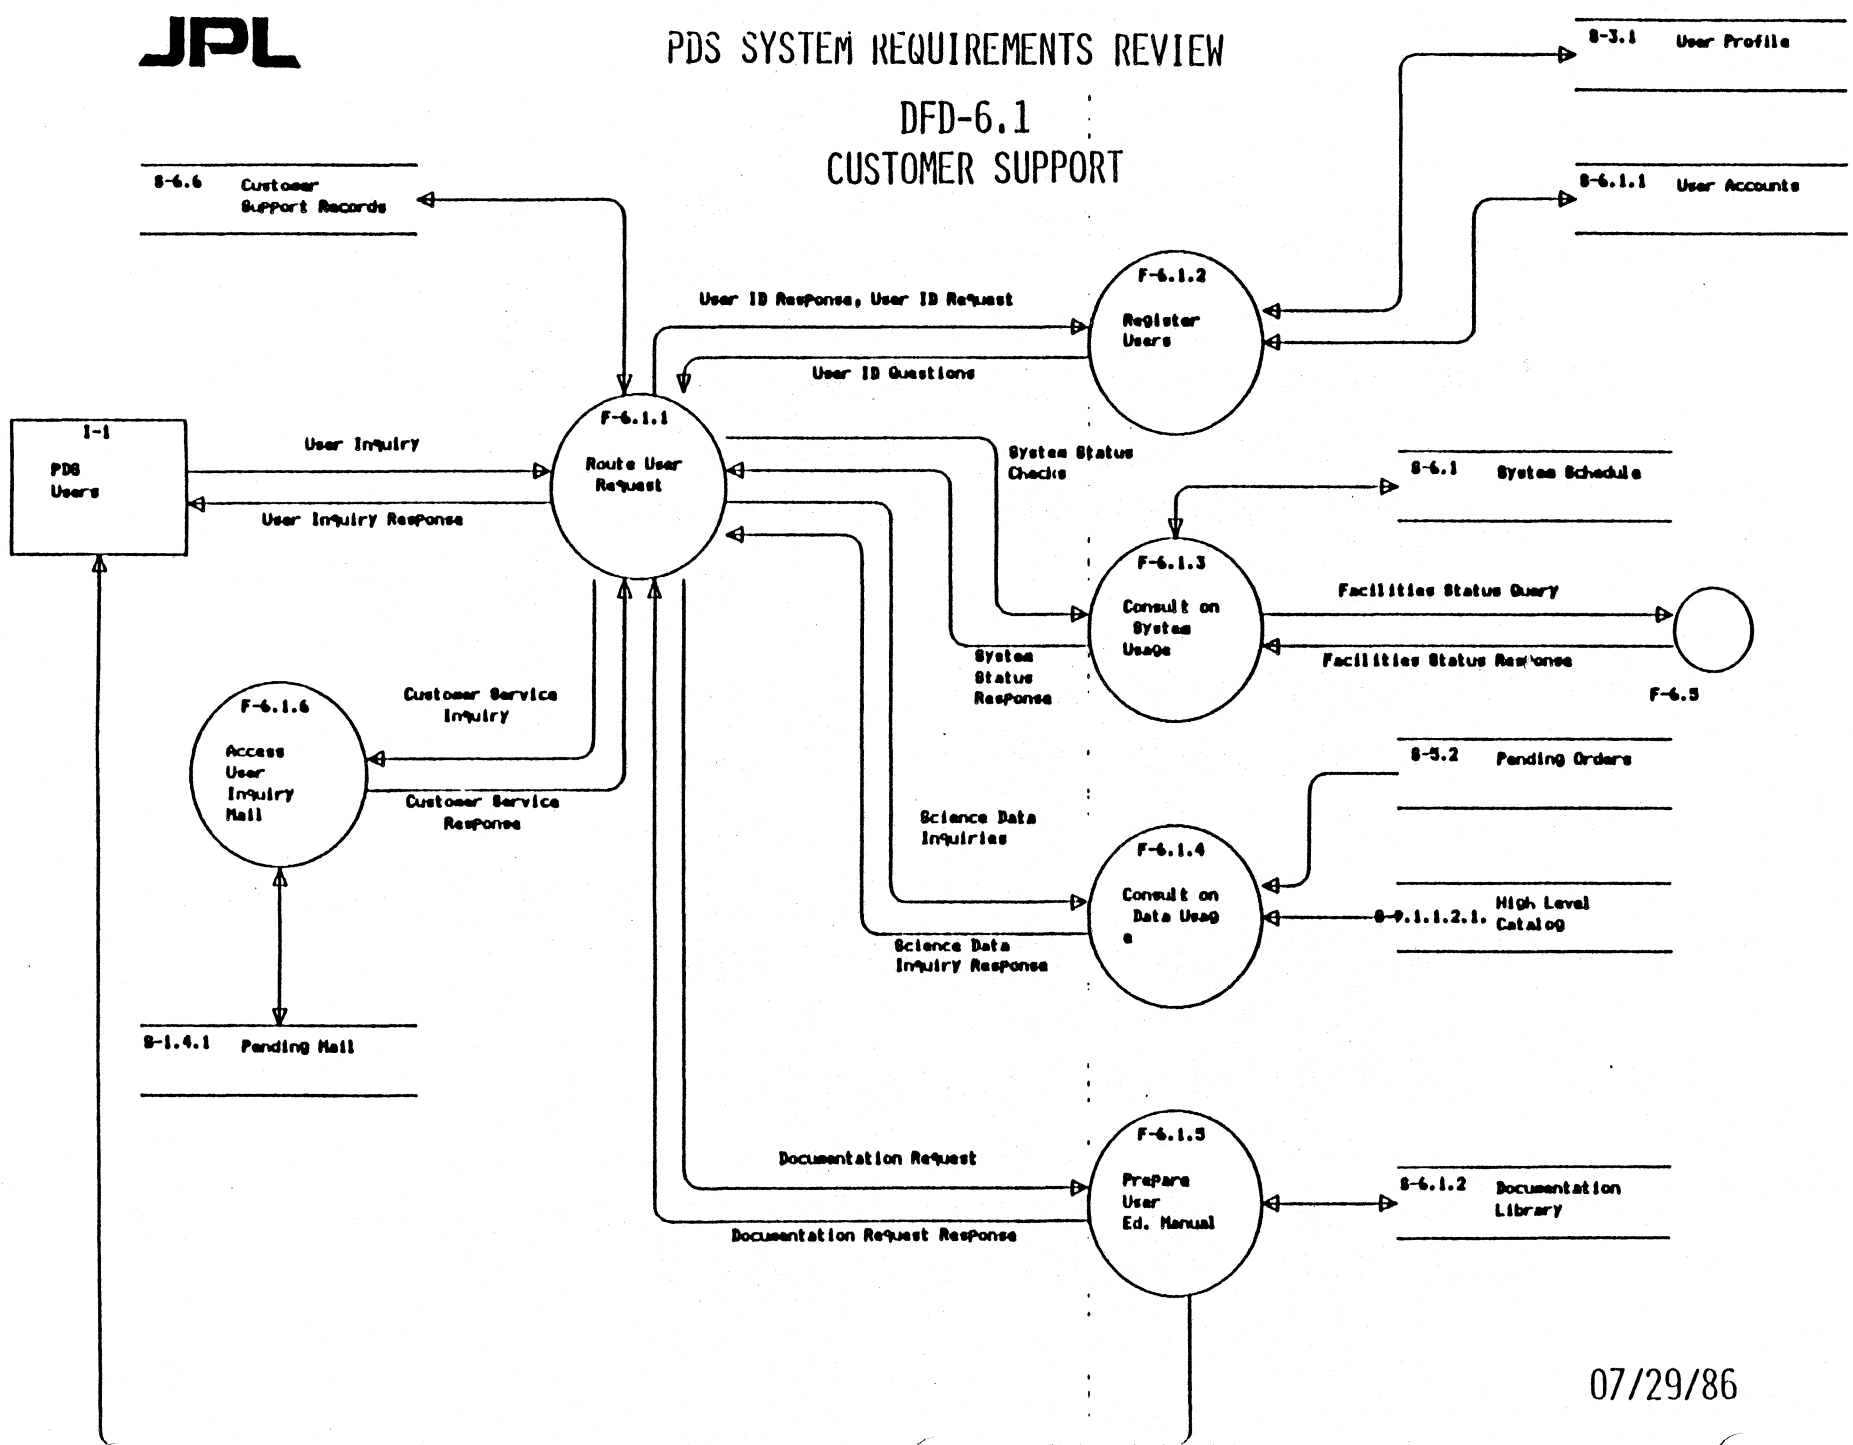 JPL
PDS SYSTEM REQUIREMENTS REVIEW
DFD-6.1
CUSTOMER SUPPORT
S-3.1 User Profile
S-6.6 Customer
Support Records
S-6.1.1 User Accounts
F-6.1.2
Register
Users
User ID Response, User ID Request
User ID Questions
I-1
PDS
Users
User Inquiry
User Inquiry Response
F-6.1.1
Route User
Request
System Status
Checks
S-6.1 System Schedule
F-6.1.3
Consult on
System
Usage
System
Status
Response
Facilities Status Query
Facilities Status Response
F-6.5
F-6.1.6
Access
User
Inquiry
Mail
Customer Service
Inquiry
Customer Service
Response
S-5.2 Pending Orders
Science Data
Inquiries
F-6.1.4
Consult on
Data Usag
e
S-9.1.1.2.1. High Level
Catalog
Science Data
Inquiry Response
S-1.4.1 Pending Mail
F-6.1.5
Prepare
User
Ed. Manual
Documentation Request
Documentation Request Response
S-6.1.2 Documentation
Library
07/29/86